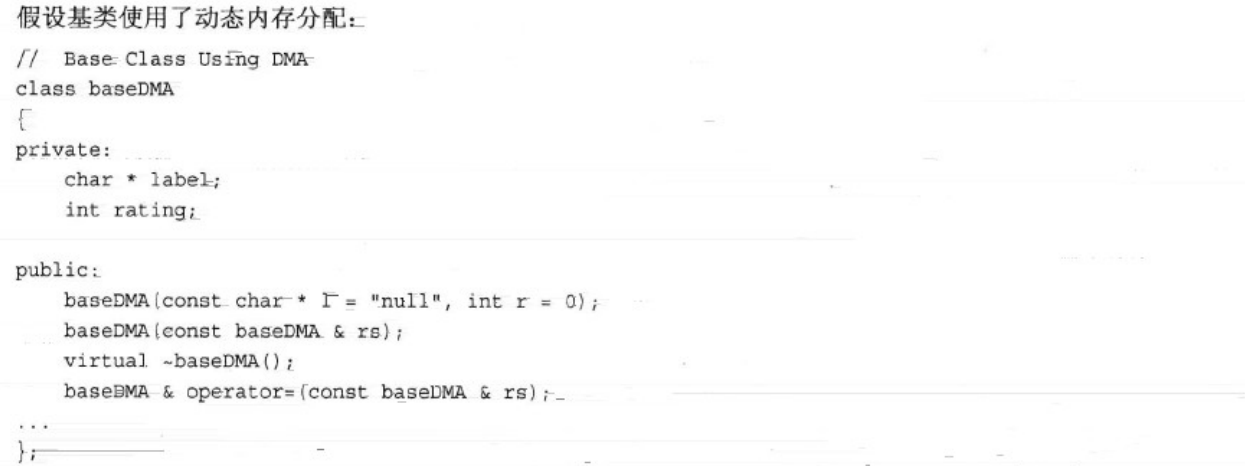 假设基类使用了动态内存分配:
// Base Class Using DMA
class baseDMA
{
private:
    char * label;
    int rating;
public:
    baseDMA(const char * l = "null", int r = 0);
    baseDMA(const baseDMA & rs);
    virtual ~baseDMA();
    baseDMA & operator=(const baseDMA & rs);
...
};